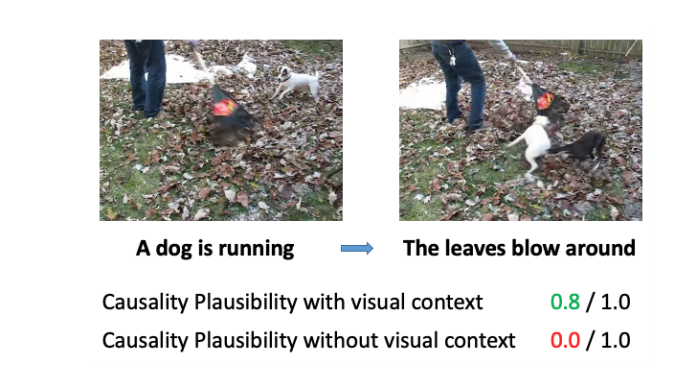 A dog is running → The leaves blow around
Causality Plausibility with visual context 0.8 / 1.0
Causality Plausibility without visual context 0.0 / 1.0